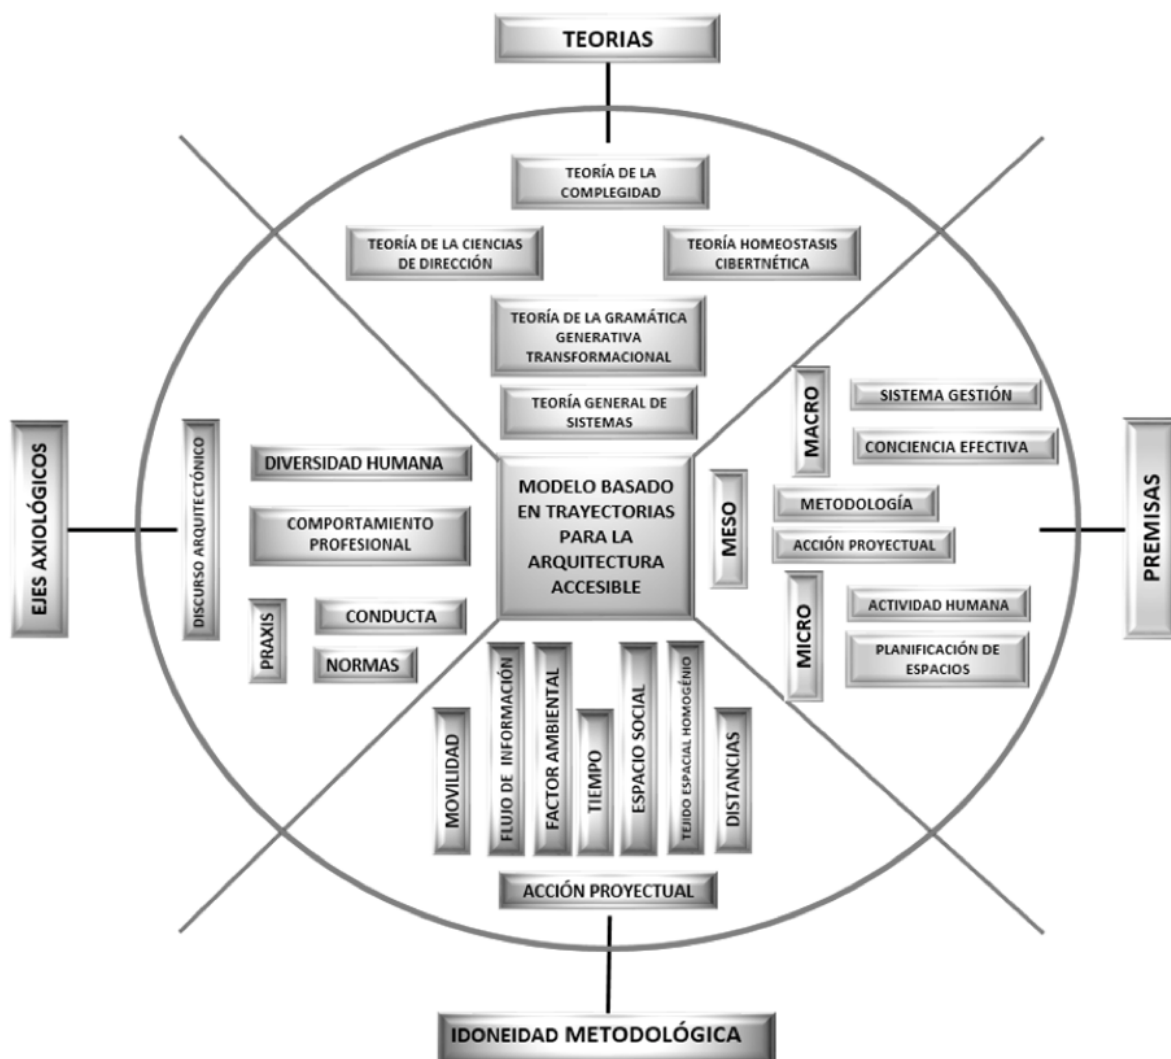 TEORIAS
TEORÍA DE LA
COMPLEGIDAD
TEORÍA DE LA CIENCIAS
DE DIRECCIÓN
TEORÍA HOMEOSTASIS
CIBERTNÉTICA
TEORÍA DE LA GRAMÁTICA
GENERATIVA
TRANSFORMACIONAL
TEORÍA GENERAL DE
SISTEMAS
EJES AXIOLÓGICOS
DISCURSO ARQUITECTÓNICO
DIVERSIDAD HUMANA
COMPORTAMIENTO
PROFESIONAL
PRAXIS
CONDUCTA
NORMAS
MODELO BASADO
EN TRAYECTORIAS
PARA LA
ARQUITECTURA
ACCESIBLE
MACRO
SISTEMA GESTIÓN
CONCIENCIA EFECTIVA
MESO
METODOLOGÍA
ACCIÓN PROYECTUAL
MICRO
ACTIVIDAD HUMANA
PLANIFICACIÓN DE
ESPACIOS
PREMISAS
MOVILIDAD
FLUJO DE INFORMACIÓN
FACTOR AMBIENTAL
TIEMPO
ESPACIO SOCIAL
TEJIDO ESPACIAL HOMOGÉNIO
DISTANCIAS
ACCIÓN PROYECTUAL
IDONEIDAD METODOLÓGICA